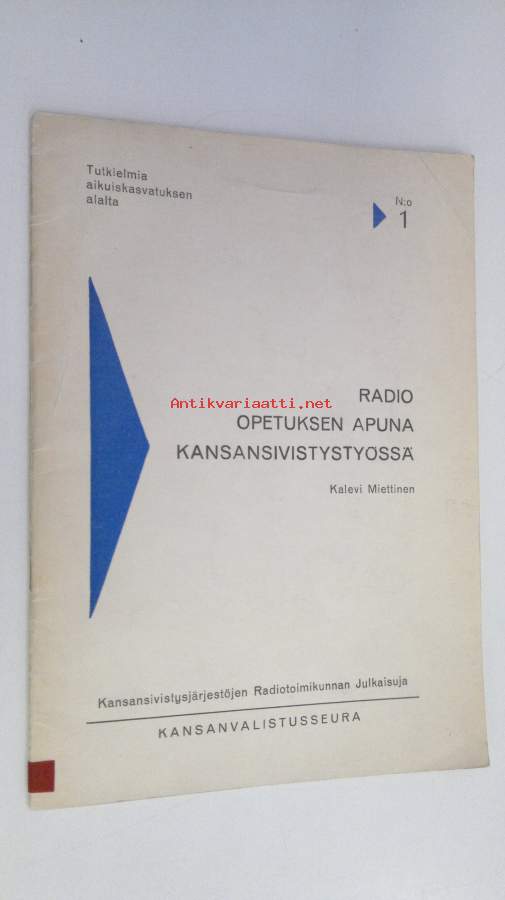 Tutkielmia
aikuiskasvatuksen
alalta
N:o
1
RADIO
Antikvariaatti.net
OPETUKSEN APUNA
KANSANSIVISTYSTYÖSSÄ
Kalevi Miettinen
Kansansivistysjärjestöjen Radiotoimikunnan Julkaisuja
KANSANVALISTUSSEURA